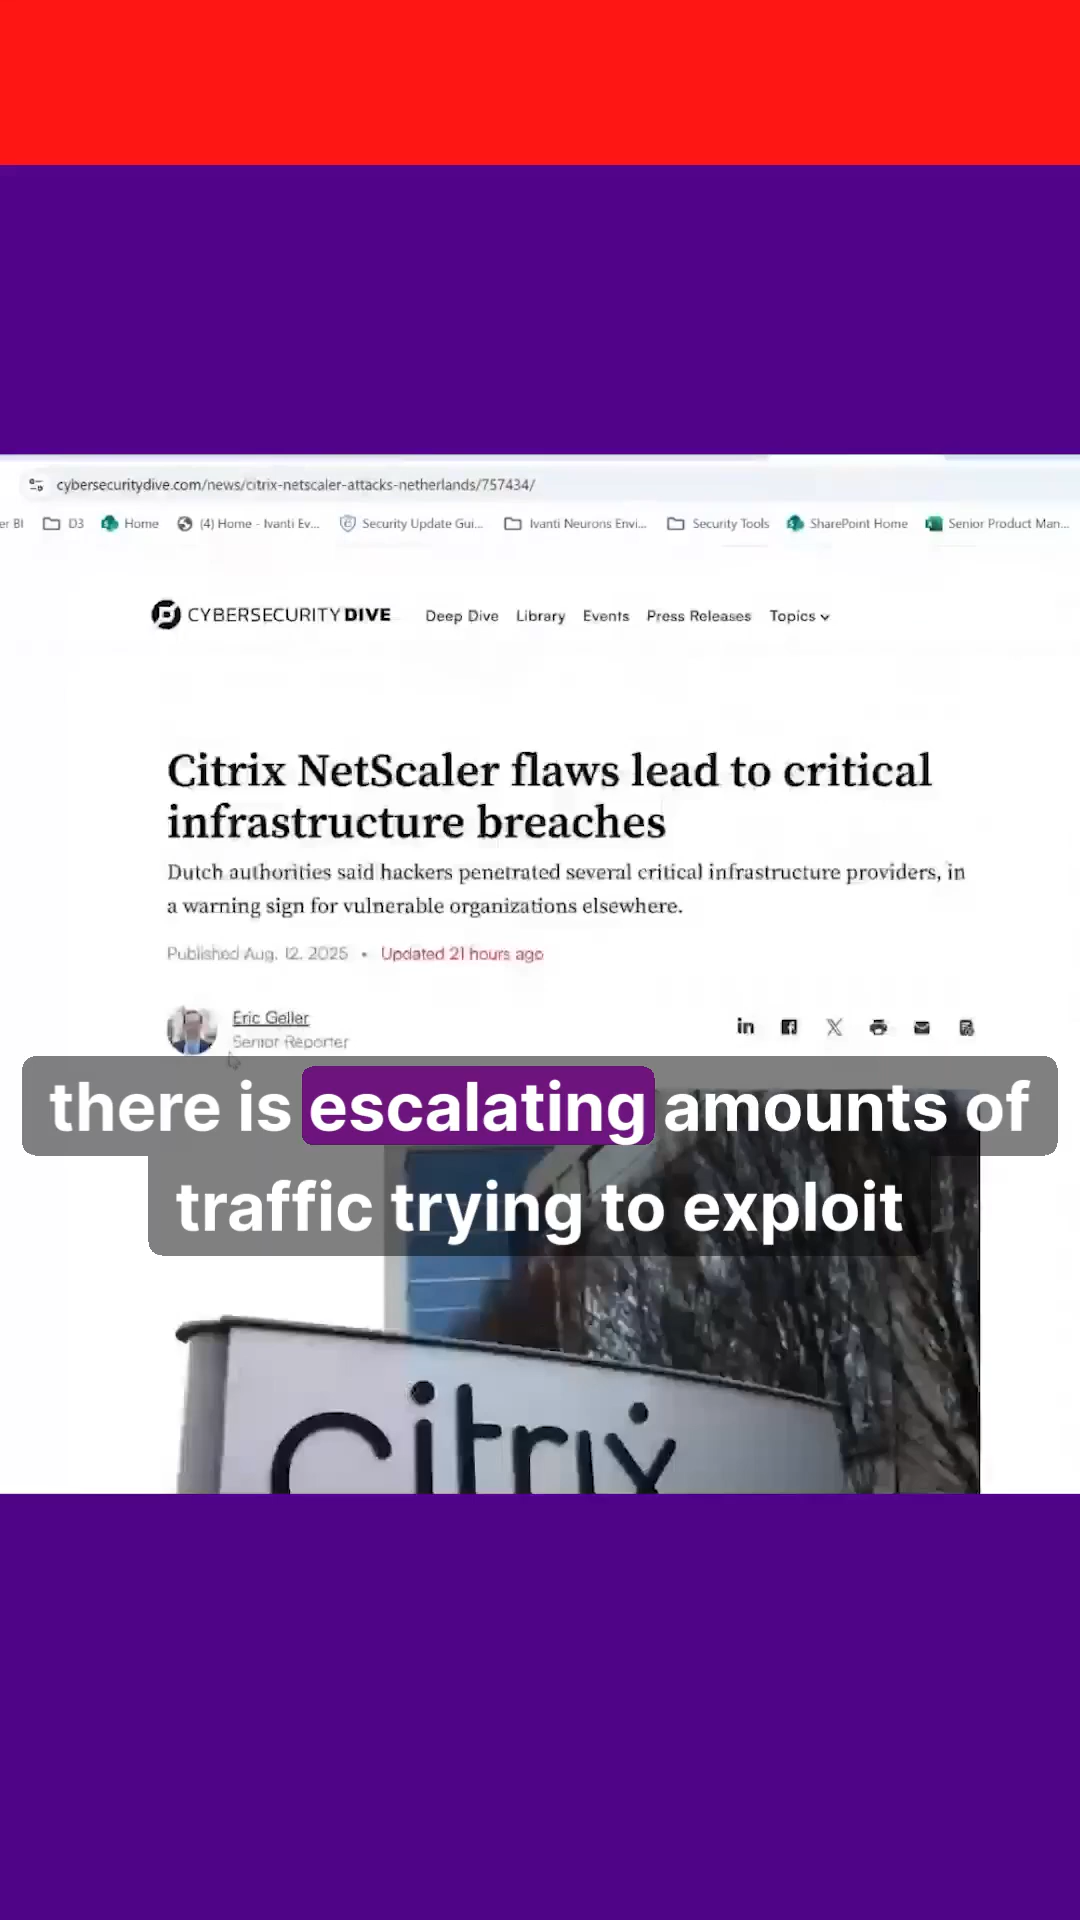 cybersecuritydive.com/news/citrix-netscaler-attacks-netherlands/757434/
er BI D3 Home (4) Home - Ivanti Ev... Security Update Gui... Ivanti Neurons Envi... Security Tools SharePoint Home Senior Product Man...
CYBERSECURITY DIVE Deep Dive Library Events Press Releases Topics
Citrix NetScaler flaws lead to critical
infrastructure breaches
Dutch authorities said hackers penetrated several critical infrastructure providers, in
a warning sign for vulnerable organizations elsewhere.
Published Aug. 12, 2025 • Updated 21 hours ago
Eric Geller
Senior Reporter
there is escalating amounts of
traffic trying to exploit
citrix